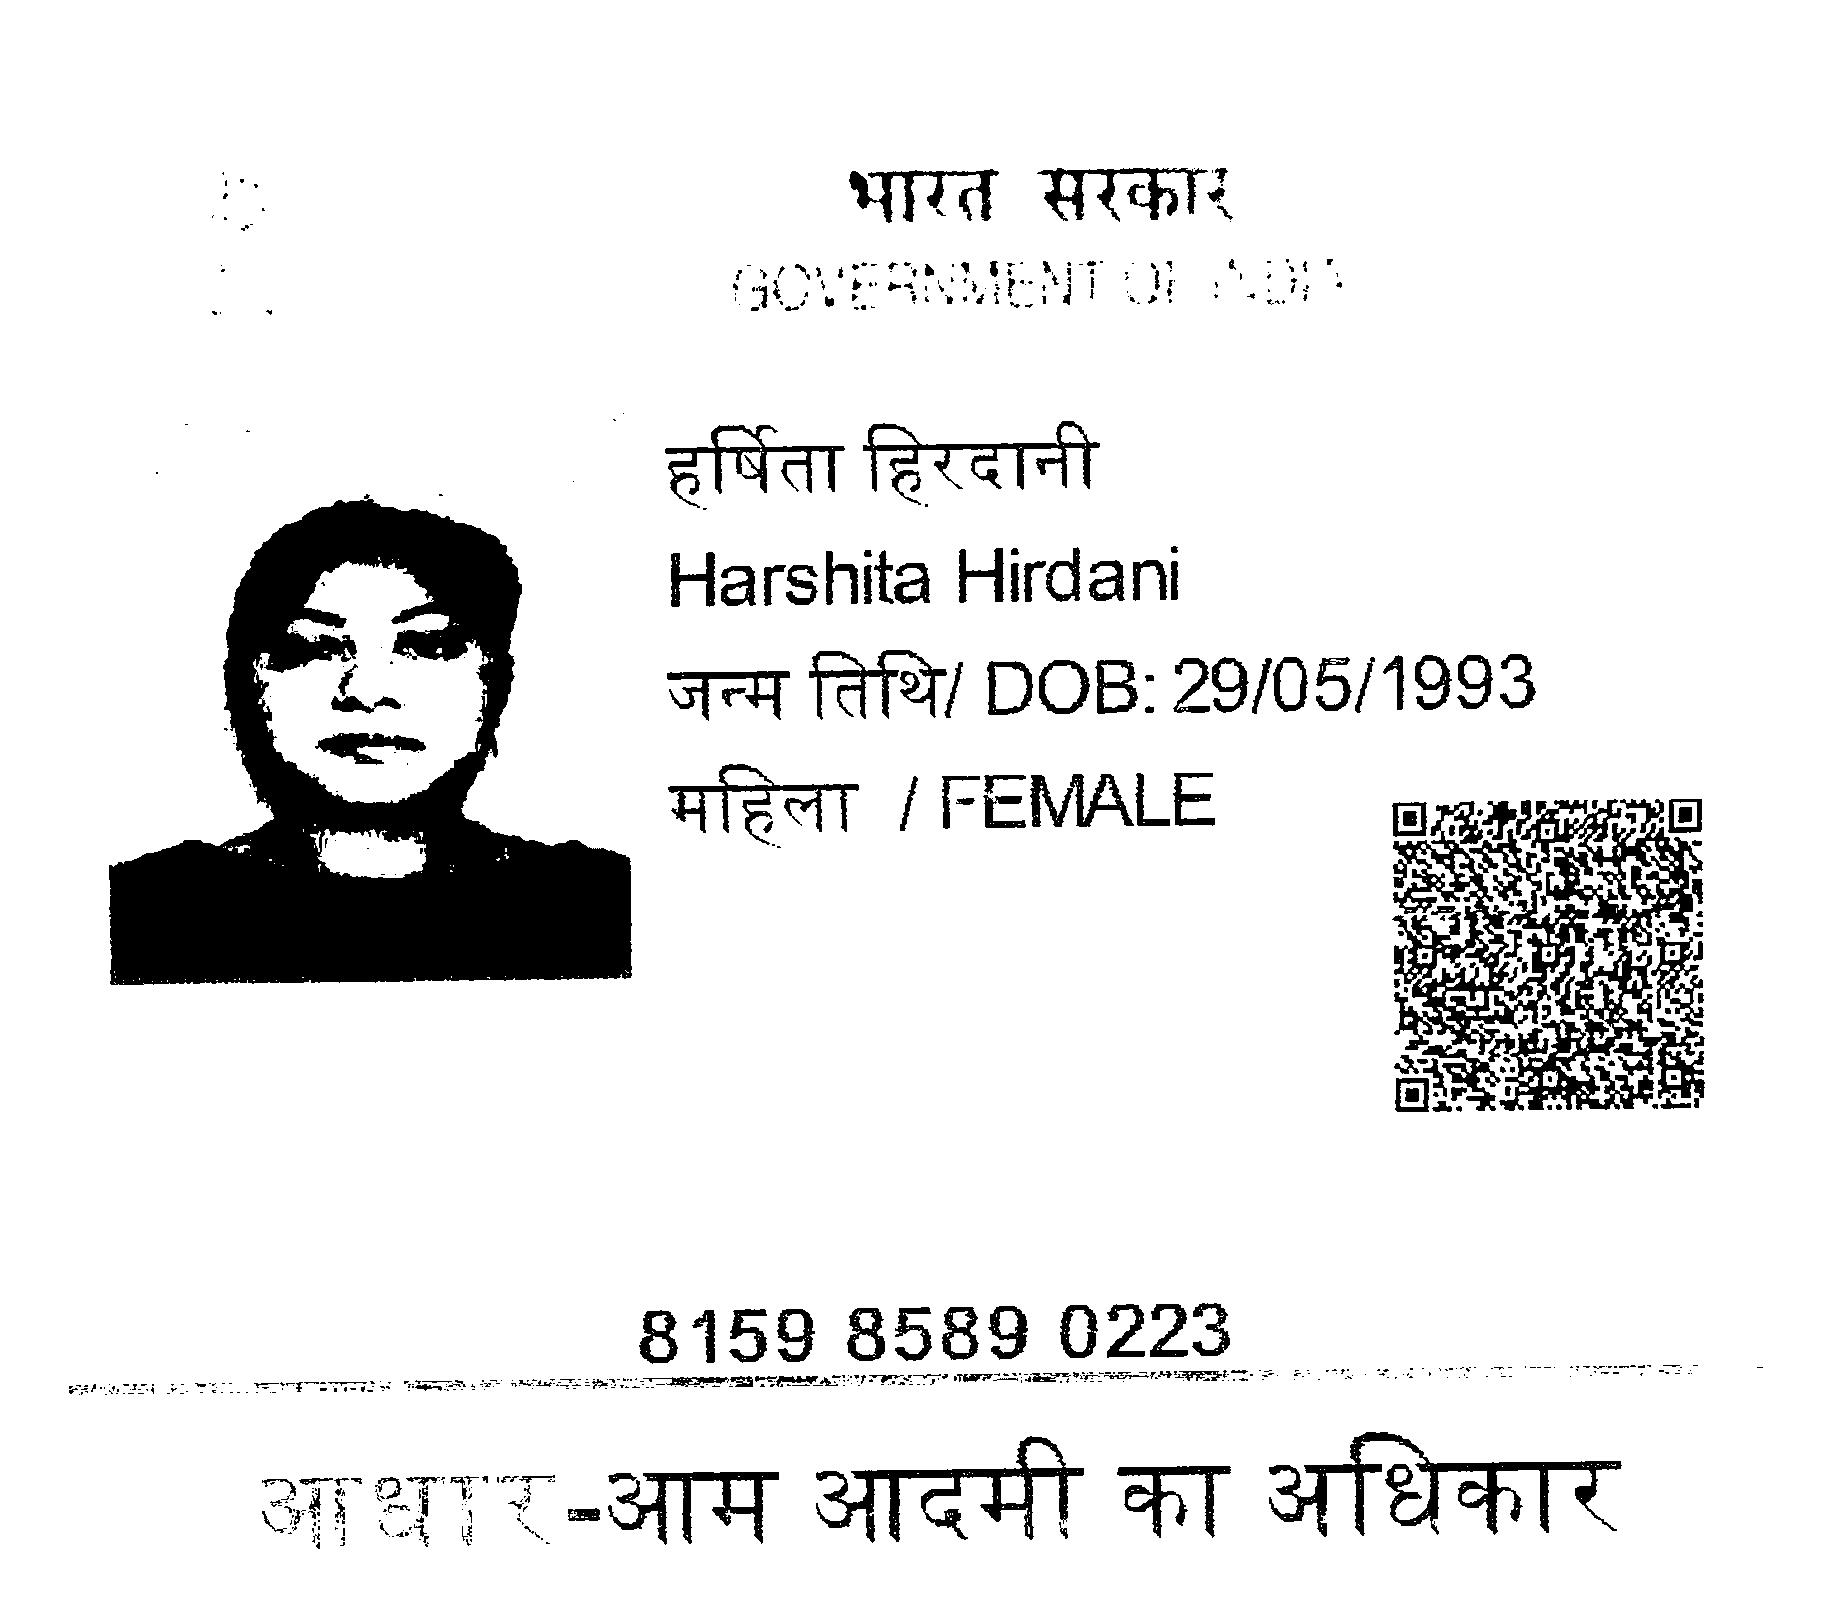 भारत सरकार
GOVERNMENT OF INDIA
हर्षिता हिरदानी
Harshita Hirdani
जन्म तिथि/ DOB: 29/05/1993
महिला / FEMALE
8159 8589 0223
आधार-आम आदमी का अधिकार